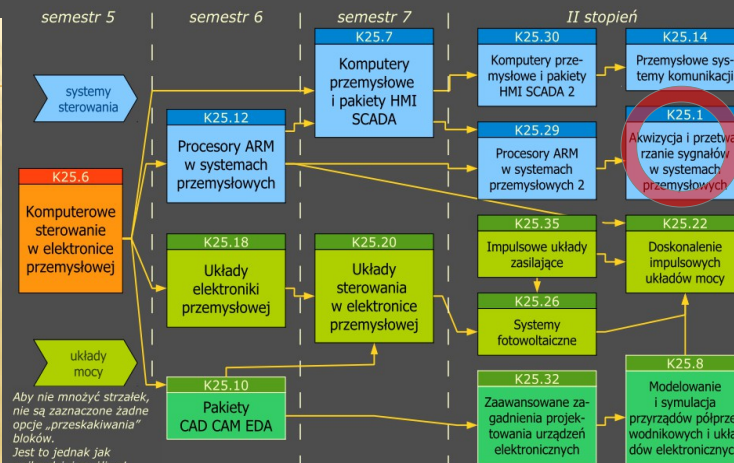 semestr 5
semestr 6
semestr 7
II stopień
systemy
sterowania
K25.6
Komputerowe
sterowanie
w elektronice
przemysłowej
układy
mocy
Aby nie mnożyć strzałek,
nie są zaznaczone żadne
opcje „przeskakiwania”
bloków.
Jest to jednak jak
K25.12
Procesory ARM
w systemach
przemysłowych
K25.18
Układy
elektroniki
przemysłowej
K25.10
Pakiety
CAD CAM EDA
K25.7
Komputery
przemysłowe
i pakiety HMI
SCADA
K25.20
Układy
sterowania
w elektronice
przemysłowej
K25.30
Komputery prze-
mysłowe i pakiety
HMI SCADA 2
K25.29
Procesory ARM
w systemach
przemysłowych 2
K25.35
Impulsowe układy
zasilające
K25.26
Systemy
fotowoltaiczne
K25.32
Zaawansowane za-
gadnienia projek-
towania urządzeń
elektronicznych
K25.14
Przemysłowe sys-
temy komunikacji
K25.1
Akwizycja i przetwa
rzanie sygnałów
w systemach
przemysłowych
K25.22
Doskonalenie
impulsowych
układów mocy
K25.8
Modelowanie
i symulacja
przyrządów półprze
wodnikowych i ukła
dów elektronicznyc